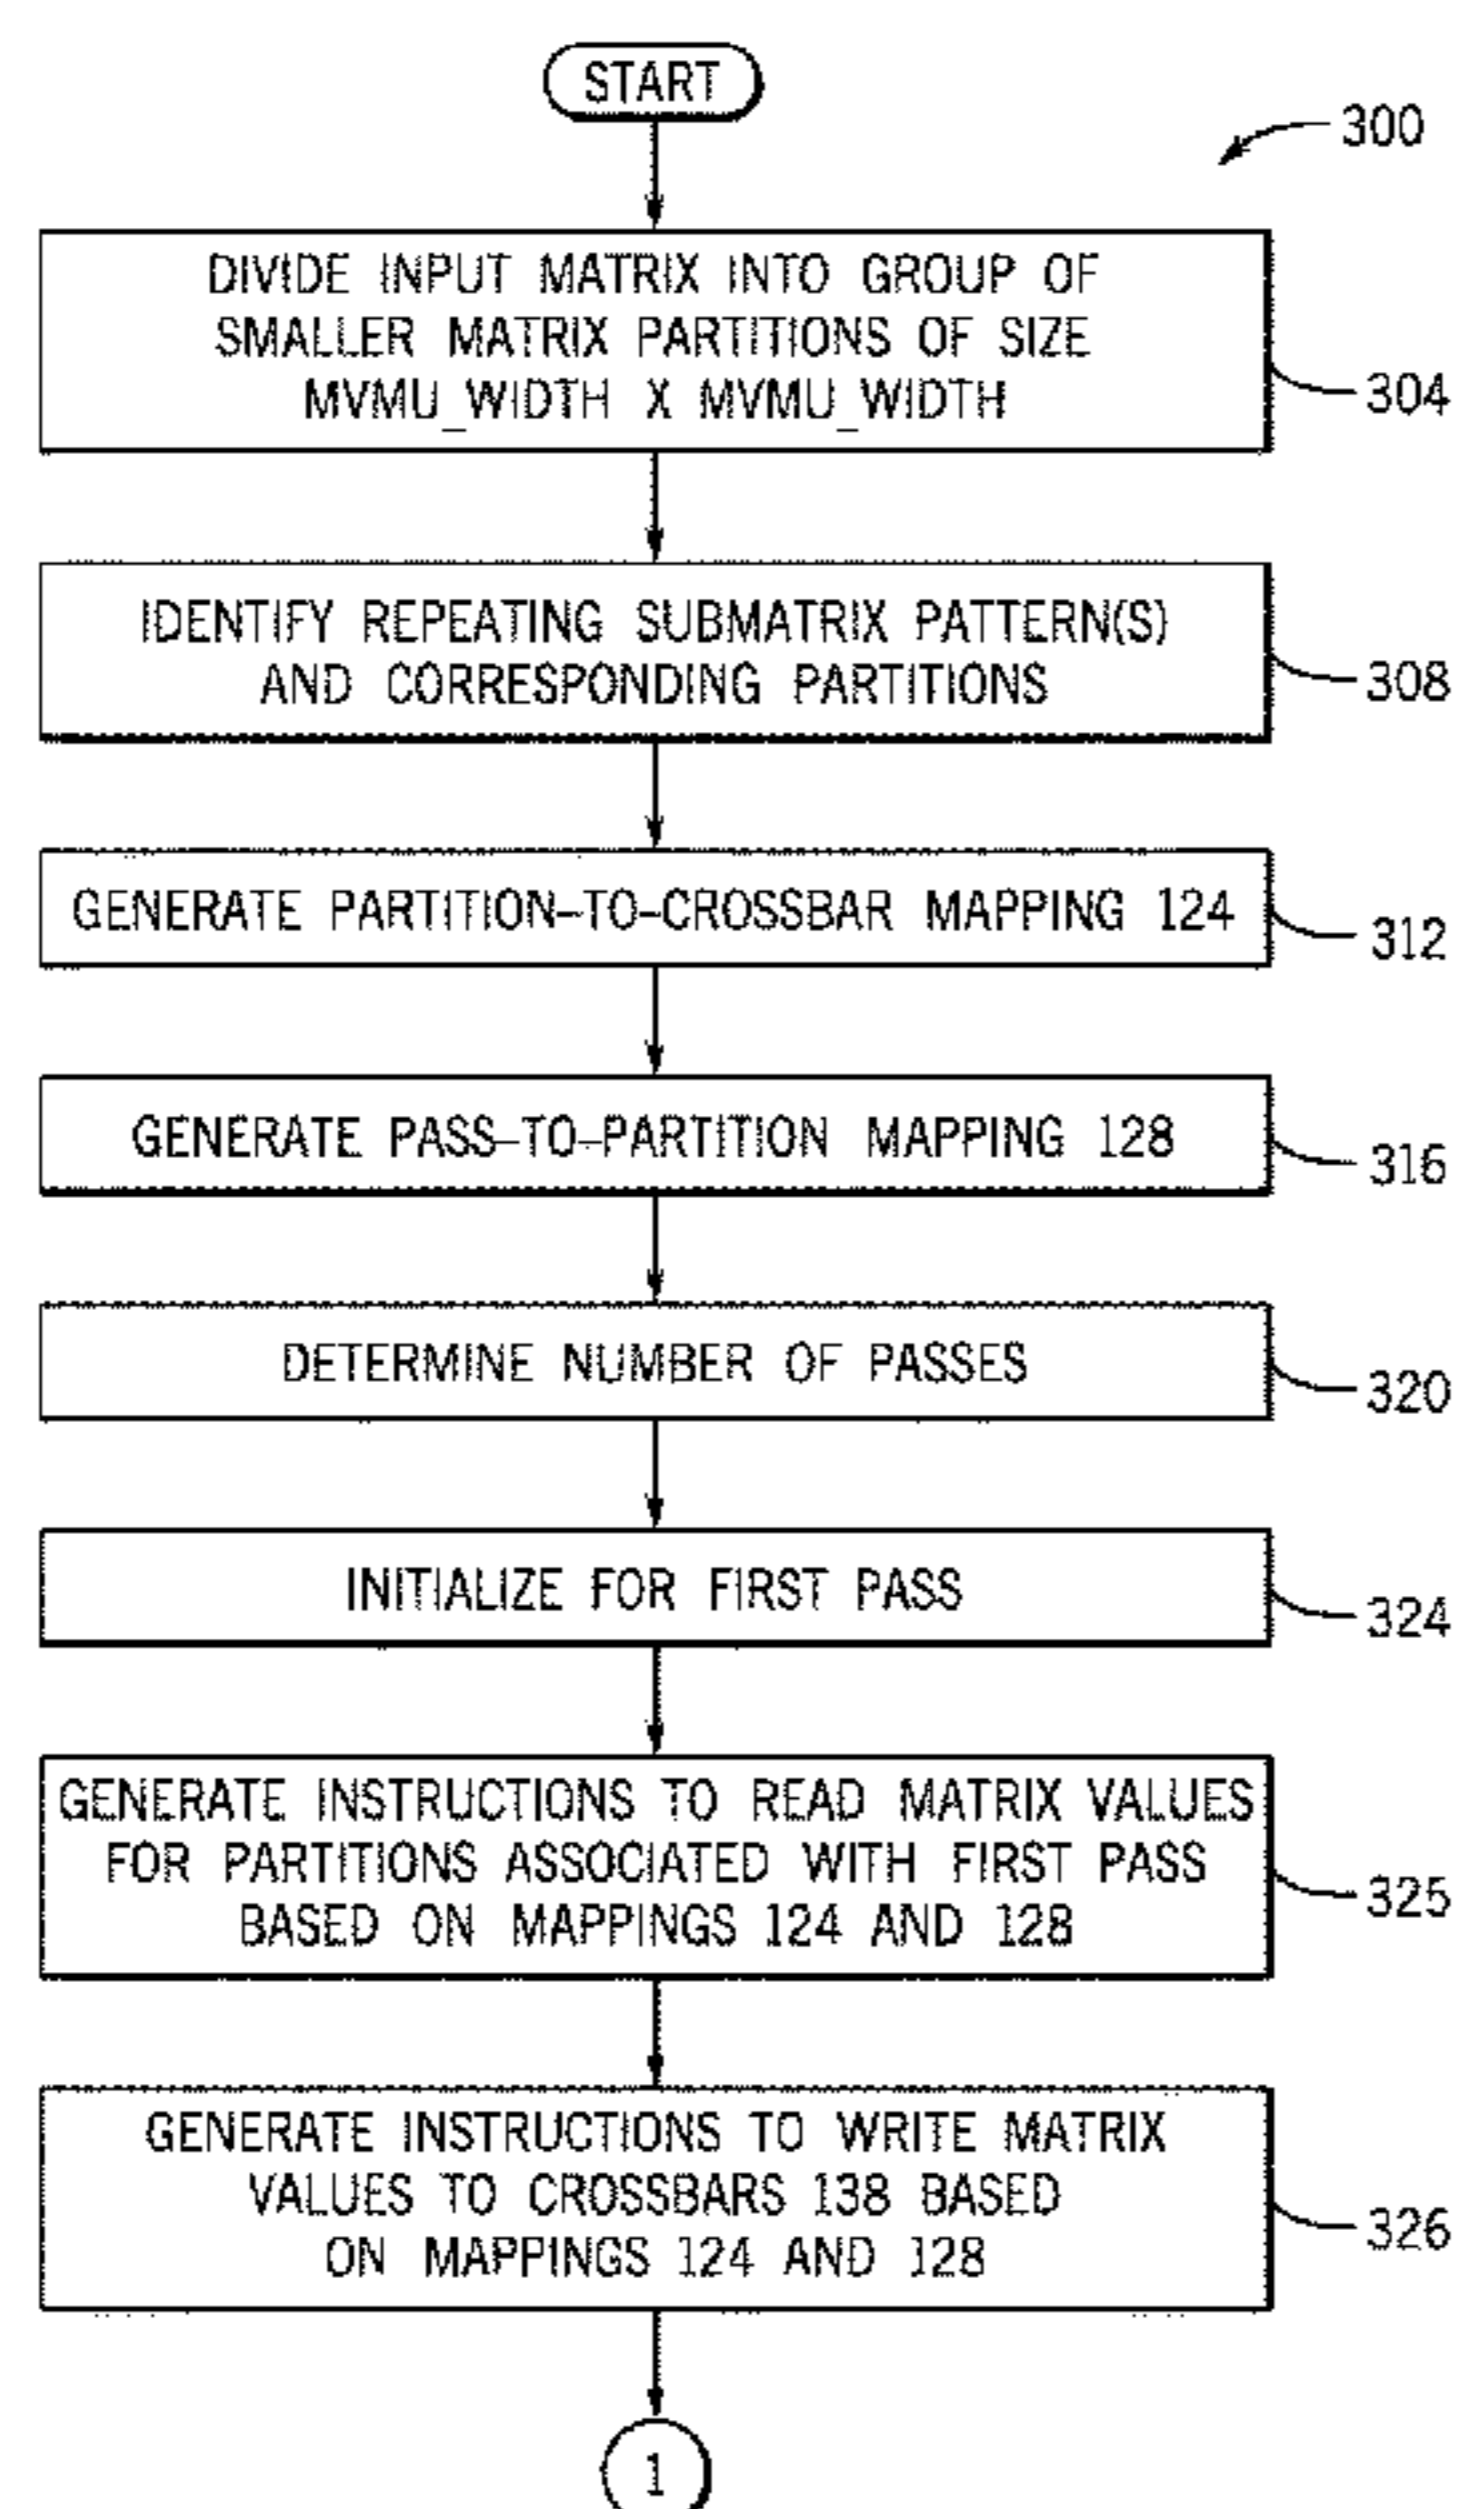 START
300
DIVIDE INPUT MATRIX INTO GROUP OF
SMALLER MATRIX PARTITIONS OF SIZE
MVMU_WIDTH X MVMU_WIDTH
304
IDENTIFY REPEATING SUBMATRIX PATTERN(S)
AND CORRESPONDING PARTITIONS
308
GENERATE PARTITION-TO-CROSSBAR MAPPING 124
312
GENERATE PASS-TO-PARTITION MAPPING 128
316
DETERMINE NUMBER OF PASSES
320
INITIALIZE FOR FIRST PASS
324
GENERATE INSTRUCTIONS TO READ MATRIX VALUES
FOR PARTITIONS ASSOCIATED WITH FIRST PASS
BASED ON MAPPINGS 124 AND 128
325
GENERATE INSTRUCTIONS TO WRITE MATRIX
VALUES TO CROSSBARS 138 BASED
ON MAPPINGS 124 AND 128
326
1